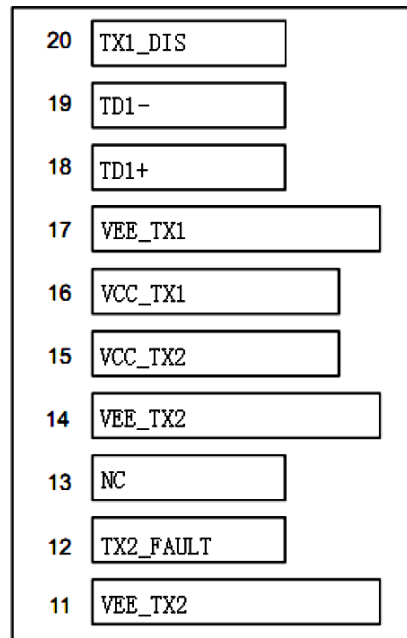 20 TX1_DIS
19 TD1-
18 TD1+
17 VEE_TX1
16 VCC_TX1
15 VCC_TX2
14 VEE_TX2
13 NC
12 TX2_FAULT
11 VEE_TX2